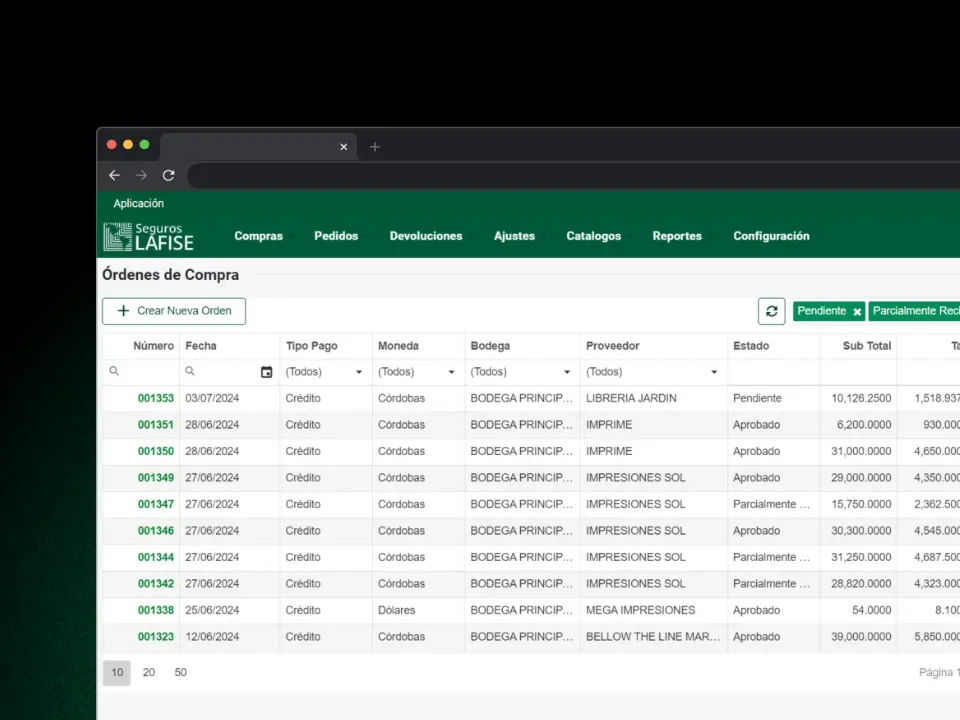 Aplicación
Seguros
LAFISE
Compras Pedidos Devoluciones Ajustes Catalogos Reportes Configuración
Órdenes de Compra
+ Crear Nueva Orden
Pendiente × Parcialmente Reci
Número Fecha Tipo Pago Moneda Bodega Proveedor Estado Sub Total Ta
(Todos) (Todos) (Todos) (Todos)
001353 03/07/2024 Crédito Córdobas BODEGA PRINCIP... LIBRERIA JARDIN Pendiente 10,126.2500 1,518.937
001351 28/06/2024 Crédito Córdobas BODEGA PRINCIP... IMPRIME Aprobado 6,200.0000 930.000
001350 28/06/2024 Crédito Córdobas BODEGA PRINCIP... IMPRIME Aprobado 31,000.0000 4,650.000
001349 27/06/2024 Crédito Córdobas BODEGA PRINCIP... IMPRESIONES SOL Aprobado 29,000.0000 4,350.000
001347 27/06/2024 Crédito Córdobas BODEGA PRINCIP... IMPRESIONES SOL Parcialmente ... 15,750.0000 2,362.500
001346 27/06/2024 Crédito Córdobas BODEGA PRINCIP... IMPRESIONES SOL Aprobado 30,300.0000 4,545.000
001344 27/06/2024 Crédito Córdobas BODEGA PRINCIP... IMPRESIONES SOL Parcialmente ... 31,250.0000 4,687.500
001342 27/06/2024 Crédito Córdobas BODEGA PRINCIP... IMPRESIONES SOL Parcialmente ... 28,820.0000 4,323.000
001338 25/06/2024 Crédito Dólares BODEGA PRINCIP... MEGA IMPRESIONES Aprobado 54.0000 8.100
001323 12/06/2024 Crédito Córdobas BODEGA PRINCIP... BELLOW THE LINE MAR... Aprobado 39,000.0000 5,850.000
10 20 50 Página 1